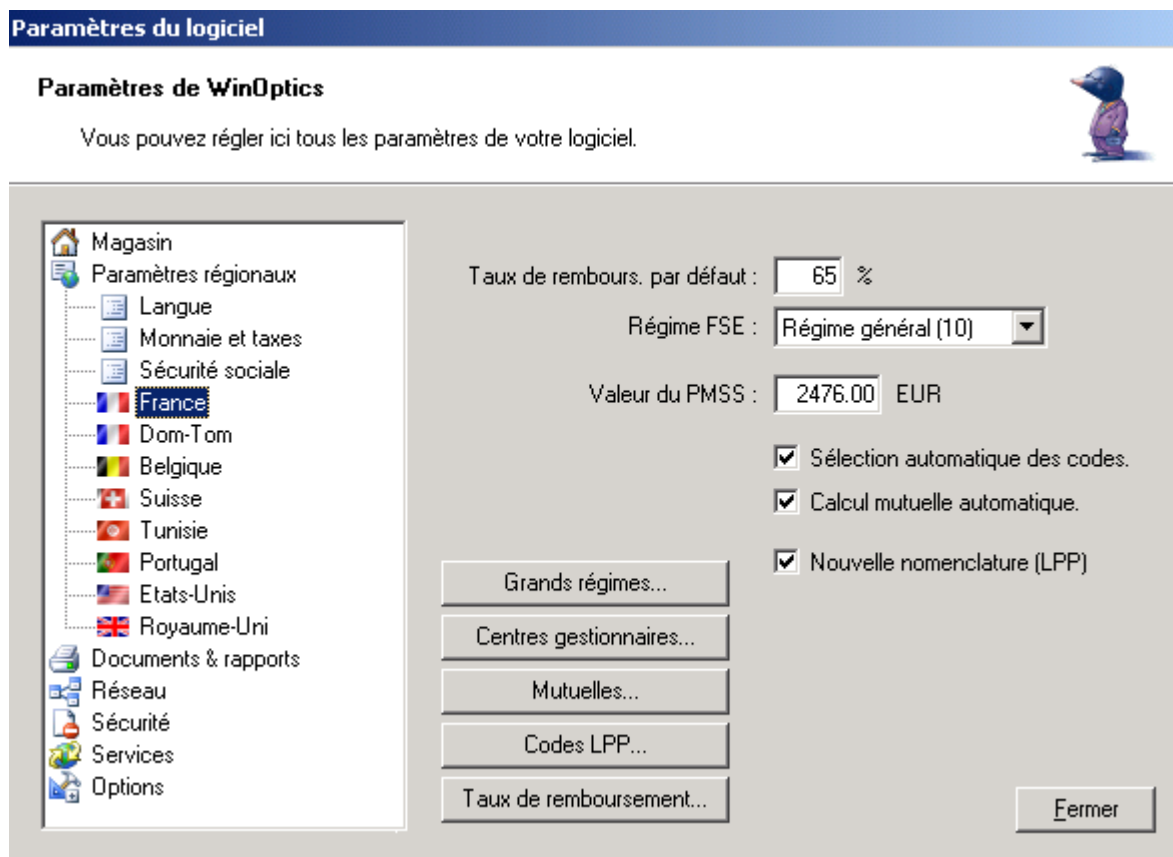 Paramètres du logiciel
Paramètres de WinOptics
Vous pouvez régler ici tous les paramètres de votre logiciel.
Magasin
Paramètres régionaux
Langue
Monnaie et taxes
Sécurité sociale
France
Dom-Tom
Belgique
Suisse
Tunisie
Portugal
Etats-Unis
Royaume-Uni
Documents & rapports
Réseau
Sécurité
Services
Options
Taux de rembours. par défaut : 65 %
Régime FSE : Régime général (10)
Valeur du PMSS : 2476.00 EUR
Sélection automatique des codes.
Calcul mutuelle automatique.
Nouvelle nomenclature (LPP)
Grands régimes...
Centres gestionnaires...
Mutuelles...
Codes LPP...
Taux de remboursement...
Fermer